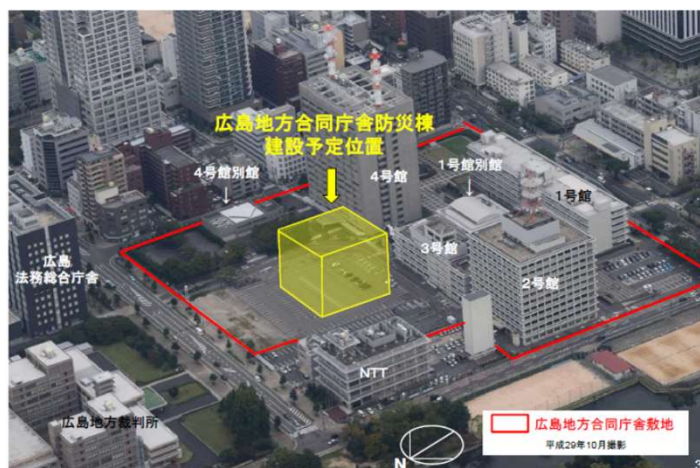 広島地方合同庁舎防災棟
建設予定位置
4号館別館
4号館
1号館別館
1号館
3号館
2号館
広島
法務総合庁舎
NTT
広島地方裁判所
広島地方合同庁舎敷地
平成29年10月撮影
N